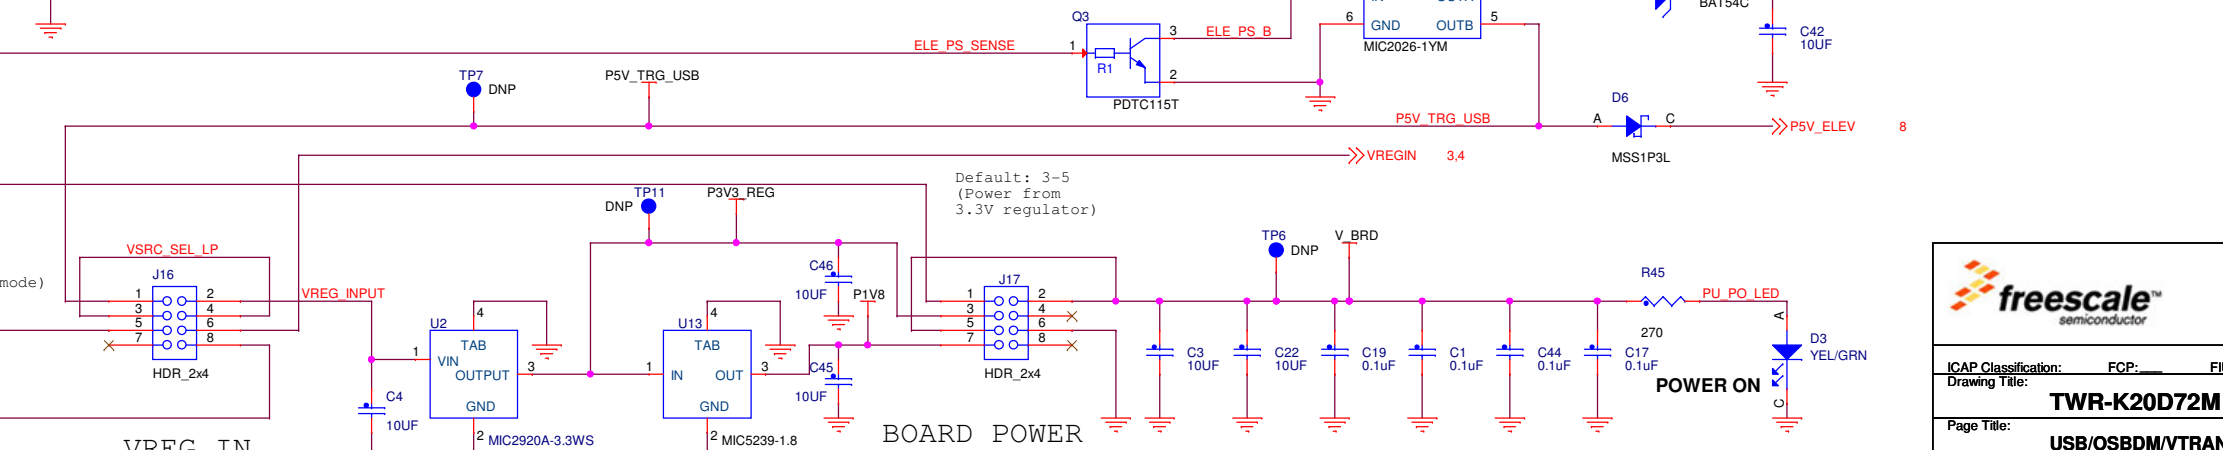 BAT54C
Q3
6
GND
OUTB
5
MIC2026-1YM
C42
10UF
ELE_PS_SENSE
1
R1
3
ELE_PS_B
2
PDTC115T
TP7
DNP
P5V_TRG_USB
P5V_TRG_USB
D6
A
C
MSS1P3L
P5V_ELEV
8
VREGIN
3,4
Default: 3-5
(Power from
3.3V regulator)
TP11
DNP
P3V3_REG
TP6
DNP
V_BRD
VSRC_SEL_LP
J16
mode)
1
2
3
4
5
6
7
8
HDR_2x4
VREG_INPUT
C4
10UF
U2
4
TAB
1
VIN
OUTPUT
3
GND
2
MIC2920A-3.3WS
U13
4
TAB
1
IN
OUT
3
GND
2
MIC5239-1.8
C46
10UF
P1V8
C45
10UF
J17
1
2
3
4
5
6
7
8
HDR_2x4
BOARD POWER
C3
10UF
C22
10UF
C19
0.1uF
C1
0.1uF
C44
0.1uF
C17
0.1uF
R45
270
PU_PO_LED
A
D3
YEL/GRN
C
POWER ON
freescale™
semiconductor
ICAP Classification:
FCP:___
Drawing Title:
TWR-K20D72M
Page Title:
USB/OSBDM/VTRAN